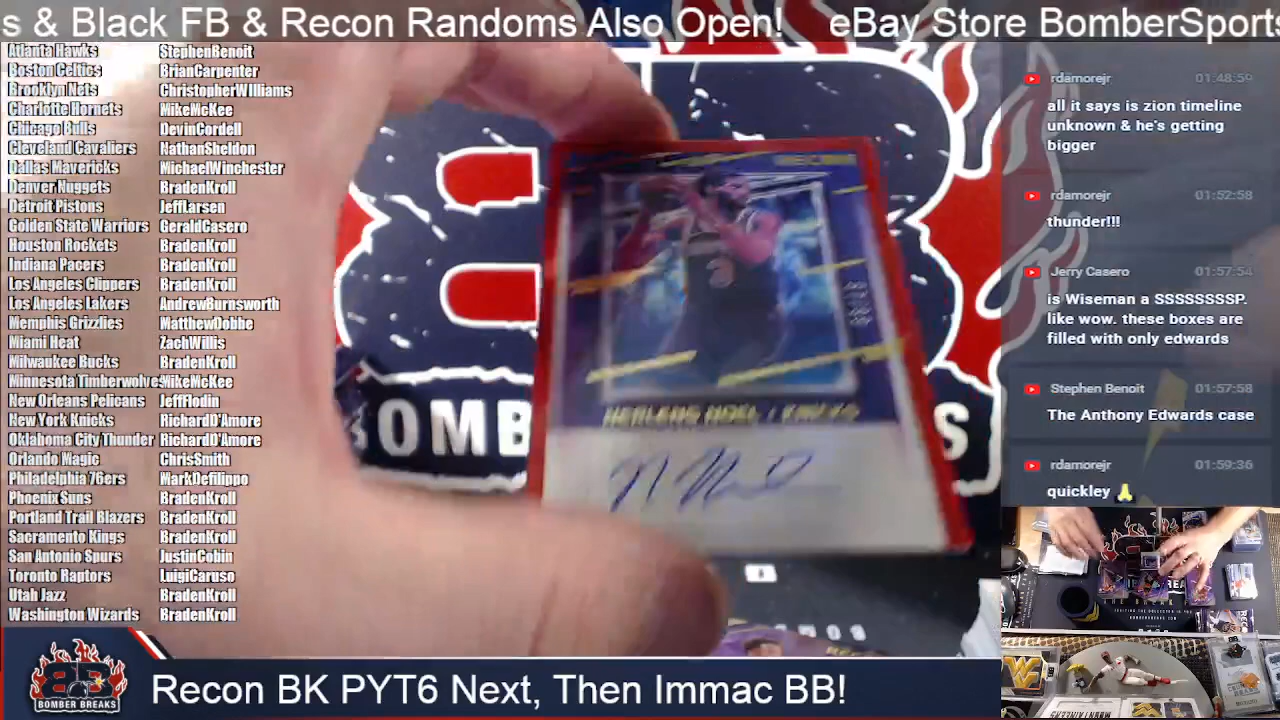 s & Black FB & Recon Randoms Also Open! eBay Store BomberSports
Atlanta Hawks StephenBenoit
Boston Celtics BrianCarpenter
Brooklyn Nets ChristopherWIlliams
Charlotte Hornets MikeMcKee
Chicago Bulls DevinCordell
Cleveland Cavaliers NathanSheldon
Dallas Mavericks MichaelWinchester
Denver Nuggets BradenKroll
Detroit Pistons JeffLarsen
Golden State Warriors GeraldCasero
Houston Rockets BradenKroll
Indiana Pacers BradenKroll
Los Angeles Clippers BradenKroll
Los Angeles Lakers AndrewBurnsworth
Memphis Grizzlies MatthewDobbe
Miami Heat ZachWillis
Milwaukee Bucks BradenKroll
Minnesota Timberwolves MikeMcKee
New Orleans Pelicans JeffHodin
New York Knicks RichardD'Amore
Oklahoma City Thunder RichardD'Amore
Orlando Magic ChrisSmith
Philadelphia 76ers MarkDefilippo
Phoenix Suns BradenKroll
Portland Trail Blazers BradenKroll
Sacramento Kings BradenKroll
San Antonio Spurs JustinCobin
Toronto Raptors LuigiCaruso
Utah Jazz BradenKroll
Washington Wizards BradenKroll
OMB
S
NERLENS NOEL / KNICKS
rdamorejr 01:48:59
all it says is zion timeline
unknown & he's getting
bigger
rdamorejr 01:52:58
thunder!!!
Jerry Casero 01:57:54
is Wiseman a SSSSSSSSP.
like wow. these boxes are
filled with only edwards
Stephen Benoit 01:57:58
The Anthony Edwards case
rdamorejr 01:59:36
quickley 🙏
BOMBER BREAKS
Recon BK PYT6 Next, Then Immac BB!